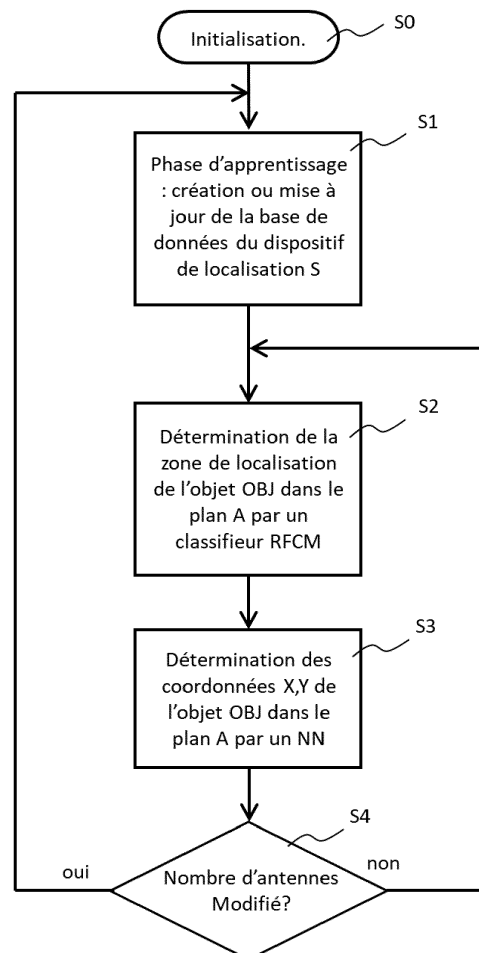 Initialisation.
S0
S1
Phase d'apprentissage
: création ou mise à
jour de la base de
données du dispositif
de localisation S
S2
Détermination de la
zone de localisation
de l'objet OBJ dans le
plan A par un
classifieur RFCM
S3
Détermination des
coordonnées X,Y de
l'objet OBJ dans le
plan A par un NN
S4
oui
non
Nombre d'antennes
Modifié?